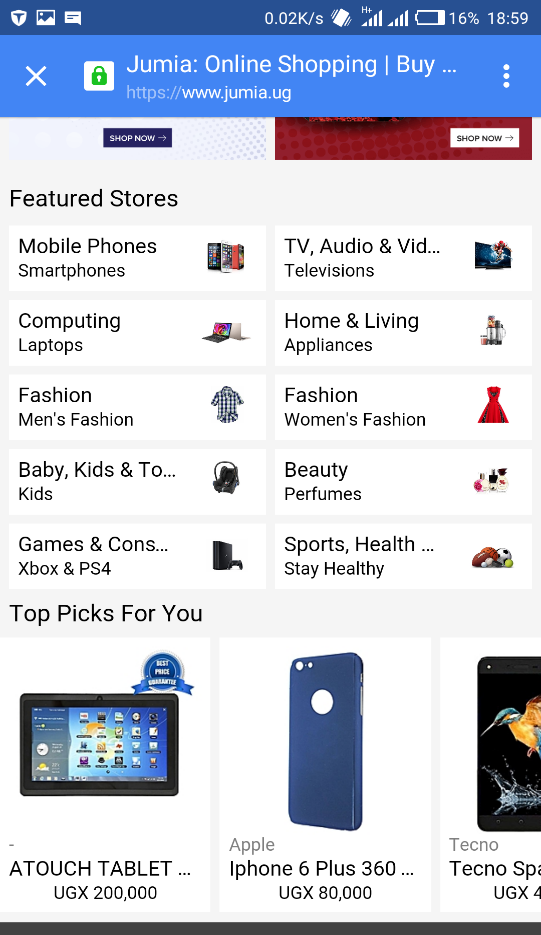 0.02K/s H+ 16% 18:59
Jumia: Online Shopping | Buy ...
https://www.jumia.ug
SHOP NOW →
SHOP NOW →
Featured Stores
Mobile Phones
Smartphones
TV, Audio & Vid...
Televisions
Computing
Laptops
Home & Living
Appliances
Fashion
Men's Fashion
Fashion
Women's Fashion
Baby, Kids & To...
Kids
Beauty
Perfumes
Games & Cons...
Xbox & PS4
Sports, Health ...
Stay Healthy
Top Picks For You
BEST
PRICE
GUARANTEE
-
ATOUCH TABLET ...
UGX 200,000
Apple
Iphone 6 Plus 360 ...
UGX 80,000
Tecno
Tecno Spa
UGX 4